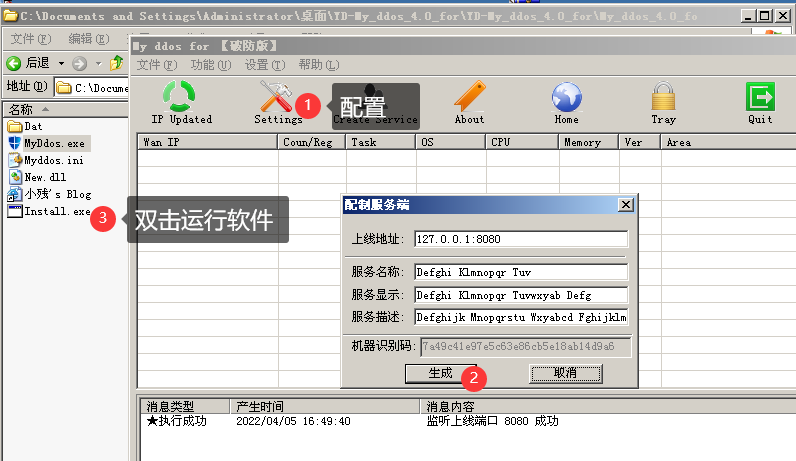 C:\Documents and Settings\Administrator\桌面\YD-My_ddos_4.0_for\YD-My_ddos_4.0_for\My_ddos_4.0_fo
文件(F) 编辑(E)
My ddos for 【破防版】
文件(F) 功能(U) 设置(T) 帮助(L)
后退
地址(D) C:\Docume
IP Updated
Settings
1
配置
Create Service
About
Home
Tray
Quit
名称
Dat
MyDdos.exe
Myddos.ini
New.dll
小残's Blog
Install.exe
3
双击运行软件
Wan IP Coun/Reg Task OS CPU Memory Ver Area
配制服务端
上线地址: 127.0.0.1:8080
服务名称: Defghi Klmnopqr Tuv
服务显示: Defghi Klmnopqr Tuvwxyab Defg
服务描述: Defghijk Mnopqrstu Wxyabcd Fghijklm
机器识别码: 7a49c41e97e5c63e86cb5e18ab14d9a6
生成
2
取消
消息类型 产生时间 消息内容
★执行成功 2022/04/05 16:49:40 监听上线端口 8080 成功